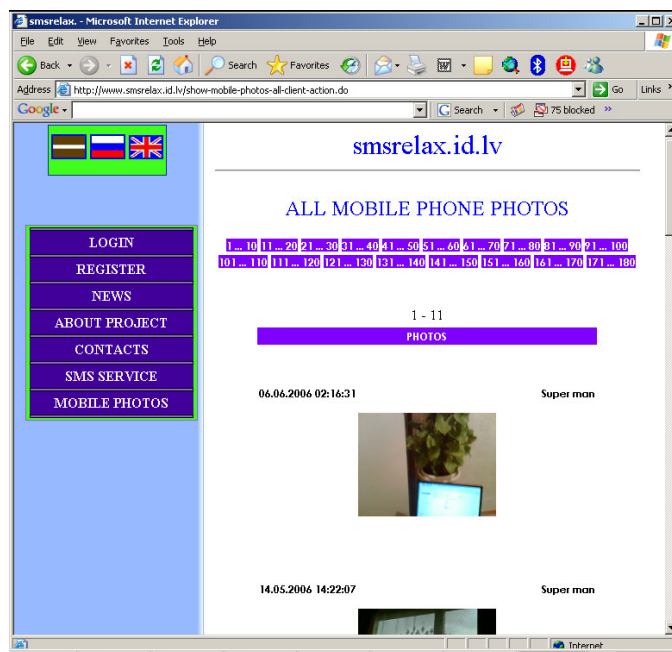 smsrelax. - Microsoft Internet Explorer
File Edit View Favorites Tools Help
Back Search Favorites
Address http://www.smsrelax.id.lv/show-mobile-photos-all-client-action.do Go Links »
Google Search 75 blocked »
smsrelax.id.lv
ALL MOBILE PHONE PHOTOS
1 ... 10 11 ... 20 21 ... 30 31 ... 40 41 ... 50 51 ... 60 61 ... 70 71 ... 80 81 ... 90 91 ... 100
101 ... 110 111 ... 120 121 ... 130 131 ... 140 141 ... 150 151 ... 160 161 ... 170 171 ... 180
LOGIN
REGISTER
NEWS
ABOUT PROJECT
CONTACTS
SMS SERVICE
MOBILE PHOTOS
1 - 11
PHOTOS
06.06.2006 02:16:31 Super man
14.05.2006 14:22:07 Super man
Internet